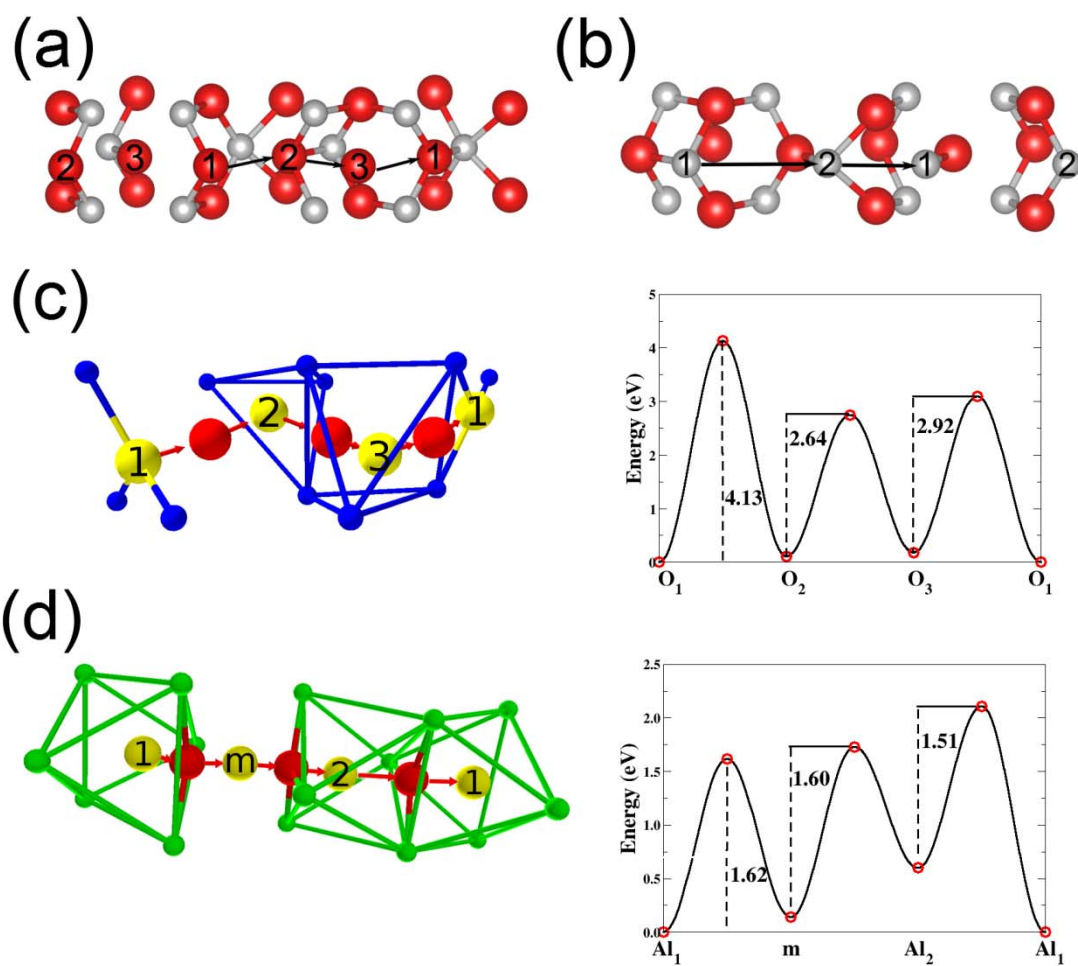 (a)
2 3 1 2 3 1
(b)
1 2 1 2
(c)
1 2 3 1
Energy (eV)
5
4
3
2
1
0
4.13
2.64
2.92
O1 O2 O3 O1
(d)
1 m 2 1
Energy (eV)
2.5
2.0
1.5
1.0
0.5
0.0
1.62
1.60
1.51
Al1 m Al2 Al1